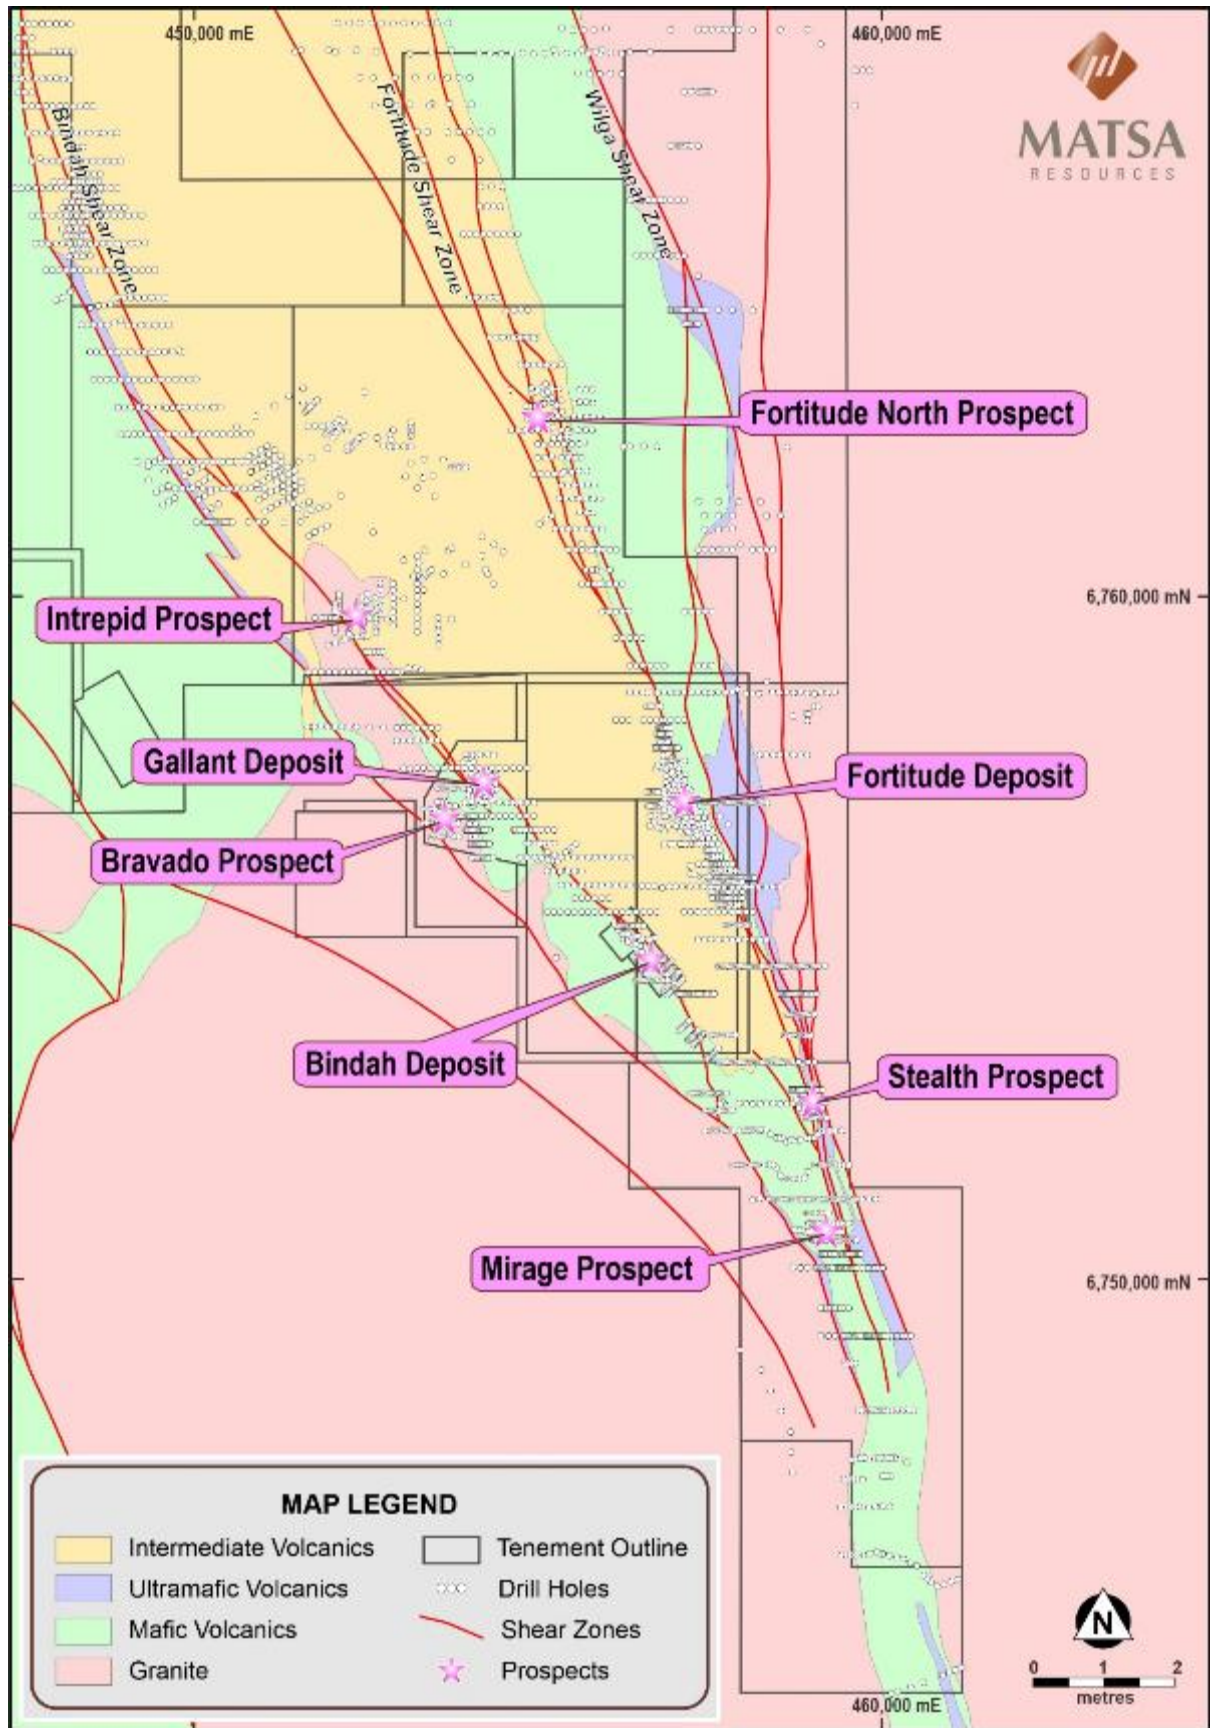 450,000 mE
460,000 mE
MATSA
RESOURCES
Bindah Shear Zone
Fortitude Shear Zone
Wilga Shear Zone
Fortitude North Prospect
6,760,000 mN
Intrepid Prospect
Gallant Deposit
Fortitude Deposit
Bravado Prospect
Bindah Deposit
Stealth Prospect
Mirage Prospect
6,750,000 mN
MAP LEGEND
Intermediate Volcanics
Tenement Outline
Ultramafic Volcanics
Drill Holes
Mafic Volcanics
Shear Zones
Granite
Prospects
N
0 1 2
metres
460,000 mE